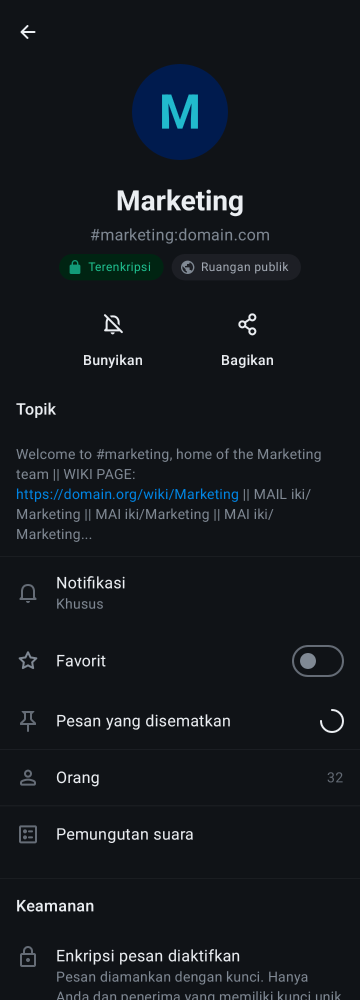 M
Marketing
#marketing:domain.com
Terenkripsi
Ruangan publik
Bunyikan
Bagikan
Topik
Welcome to #marketing, home of the Marketing
team || WIKI PAGE:
https://domain.org/wiki/Marketing || MAIL iki/
Marketing || MAI iki/Marketing || MAI iki/
Marketing...
Notifikasi
Khusus
Favorit
Pesan yang disematkan
Orang
32
Pemungutan suara
Keamanan
Enkripsi pesan diaktifkan
Pesan diamankan dengan kunci. Hanya
Anda dan penerima yang memiliki kunci unik